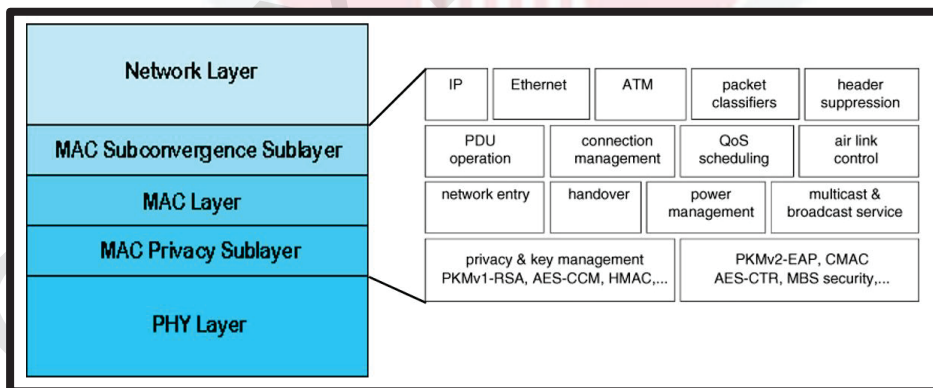 Network Layer
MAC Subconvergence Sublayer
MAC Layer
MAC Privacy Sublayer
PHY Layer
IP
Ethernet
ATM
packet
classifiers
header
suppression
PDU
operation
connection
management
QoS
scheduling
air link
control
network entry
handover
power
management
multicast &
broadcast service
privacy & key management
PKMv1-RSA, AES-CCM, HMAC,...
PKMv2-EAP, CMAC
AES-CTR, MBS security,...